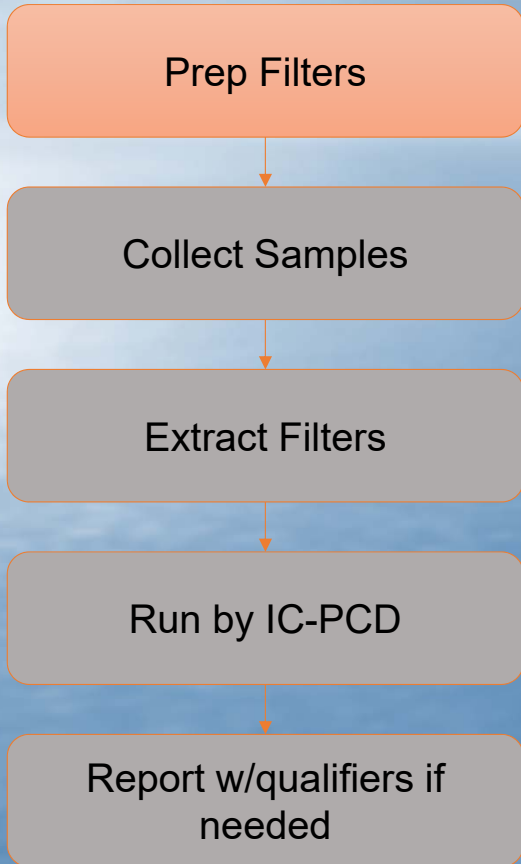 Prep Filters
Collect Samples
Extract Filters
Run by IC-PCD
Report w/qualifiers if
needed